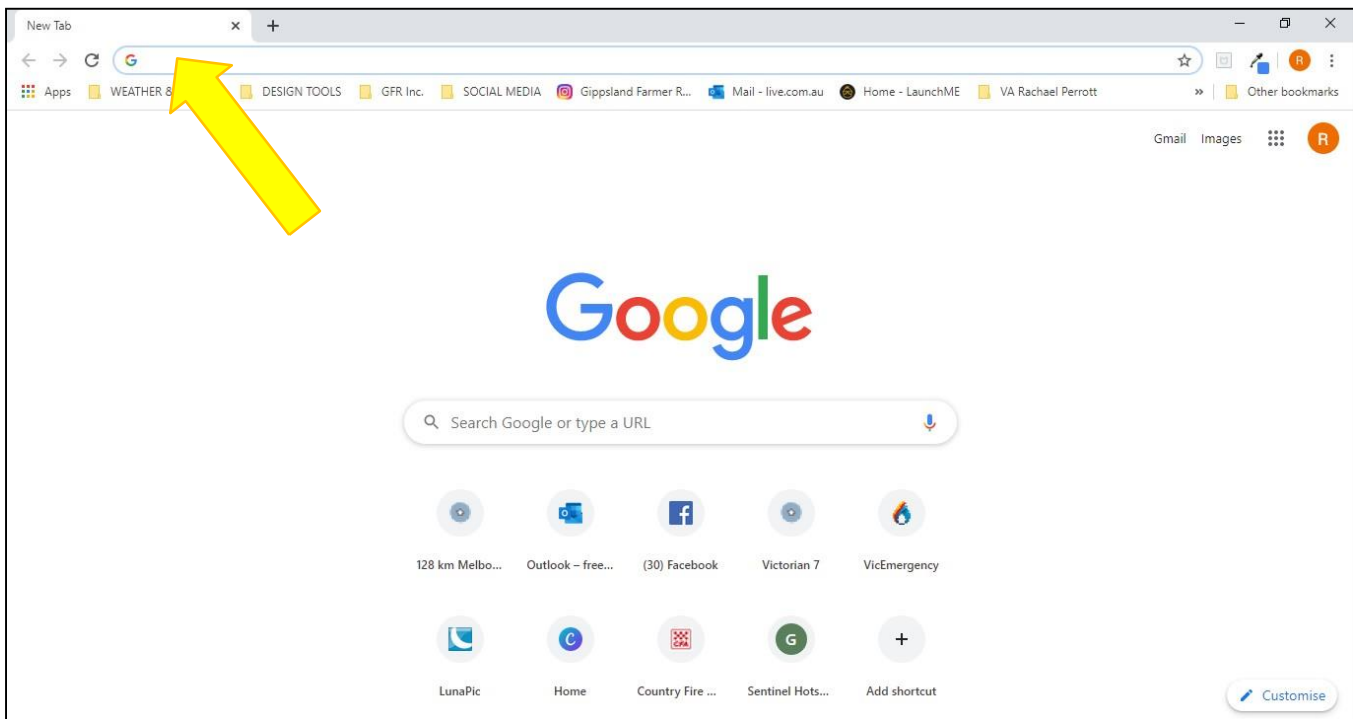 New Tab
Apps WEATHER & DESIGN TOOLS GFR Inc. SOCIAL MEDIA Gippsland Farmer R... Mail - live.com.au Home - LaunchME VA Rachael Perrott » Other bookmarks
Gmail Images R
Google
Search Google or type a URL
128 km Melbo... Outlook – free... (30) Facebook Victorian 7 VicEmergency
LunaPic Home Country Fire ... Sentinel Hots... Add shortcut
Customise